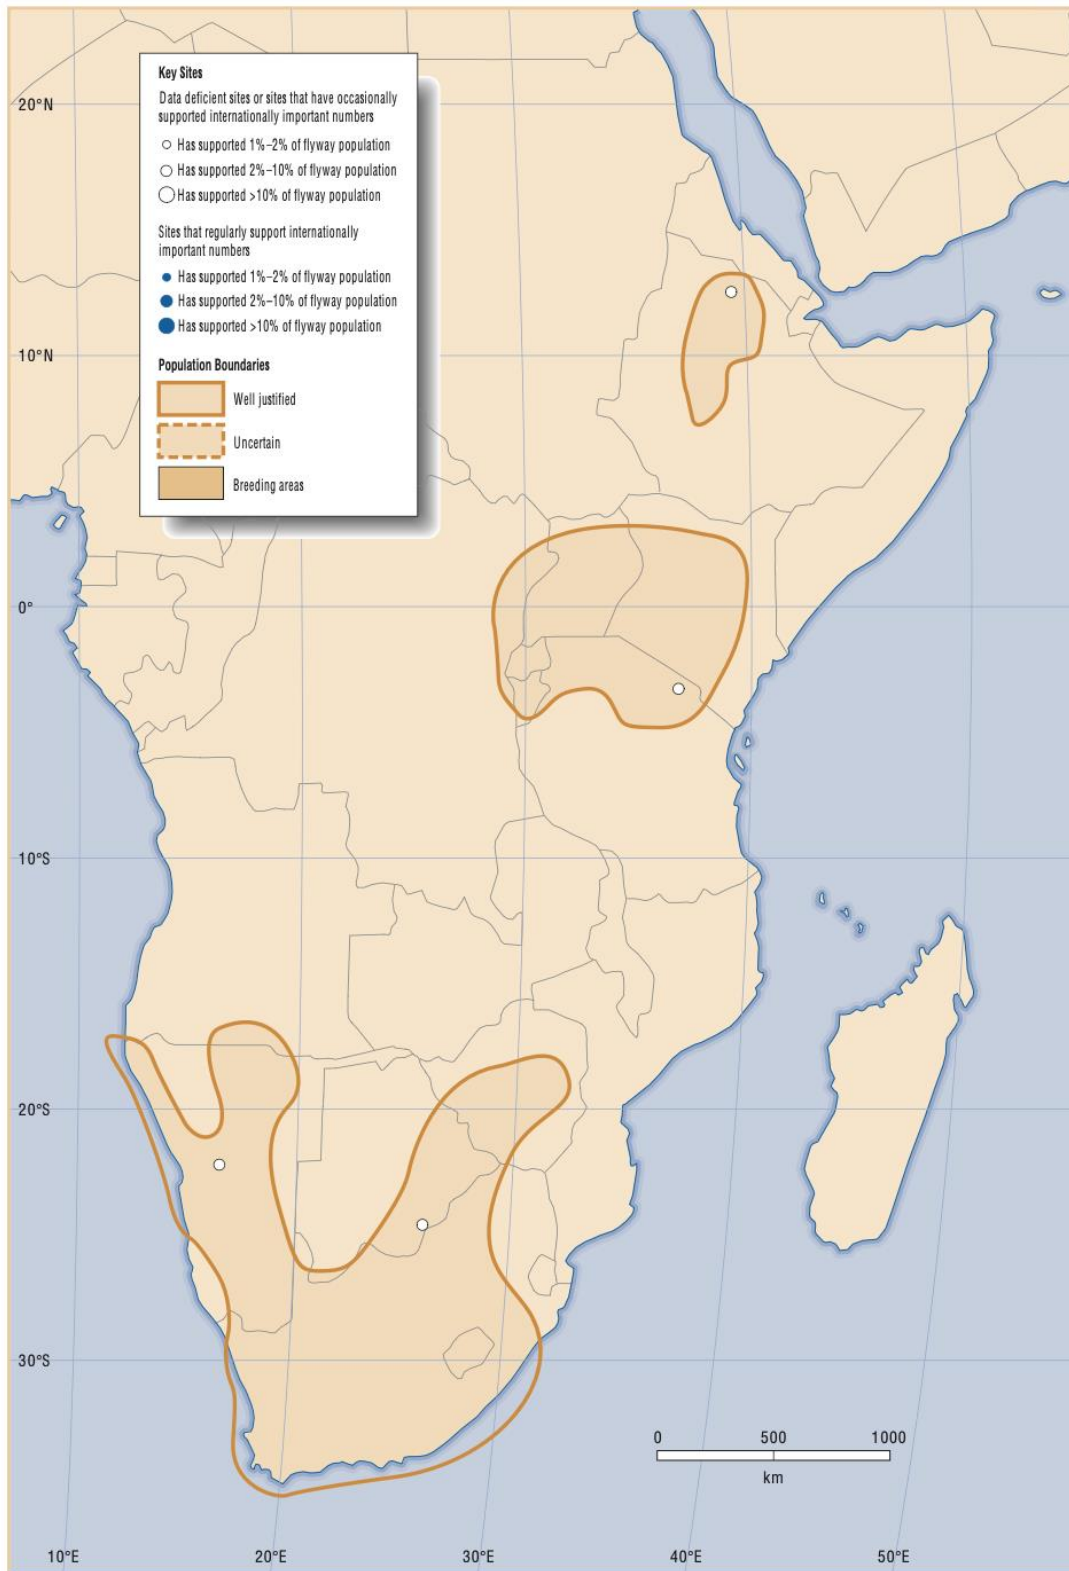 Key Sites
Data deficient sites or sites that have occasionally
supported internationally important numbers
Has supported 1%–2% of flyway population
Has supported 2%–10% of flyway population
Has supported >10% of flyway population
Sites that regularly support internationally
important numbers
Has supported 1%–2% of flyway population
Has supported 2%–10% of flyway population
Has supported >10% of flyway population
Population Boundaries
Well justified
Uncertain
Breeding areas
20°N
10°N
0°
10°S
20°S
30°S
0 500 1000
km
10°E 20°E 30°E 40°E 50°E